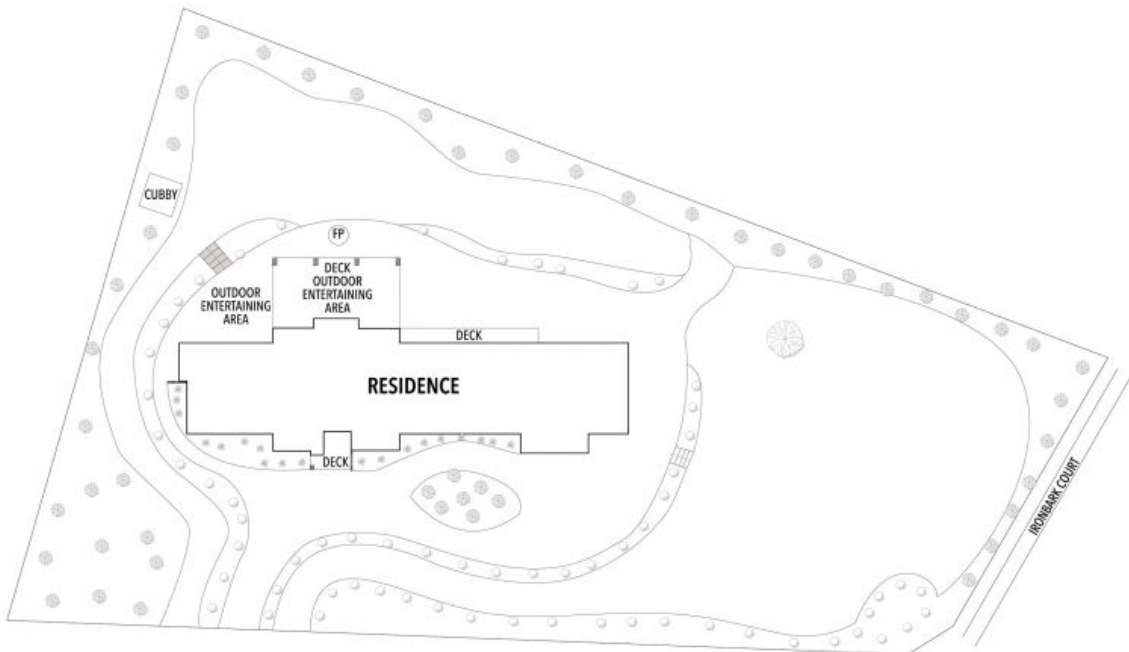 CUBBY
FP
DECK
OUTDOOR
ENTERTAINING
AREA
OUTDOOR
ENTERTAINING
AREA
DECK
RESIDENCE
DECK
IRONBARK COURT